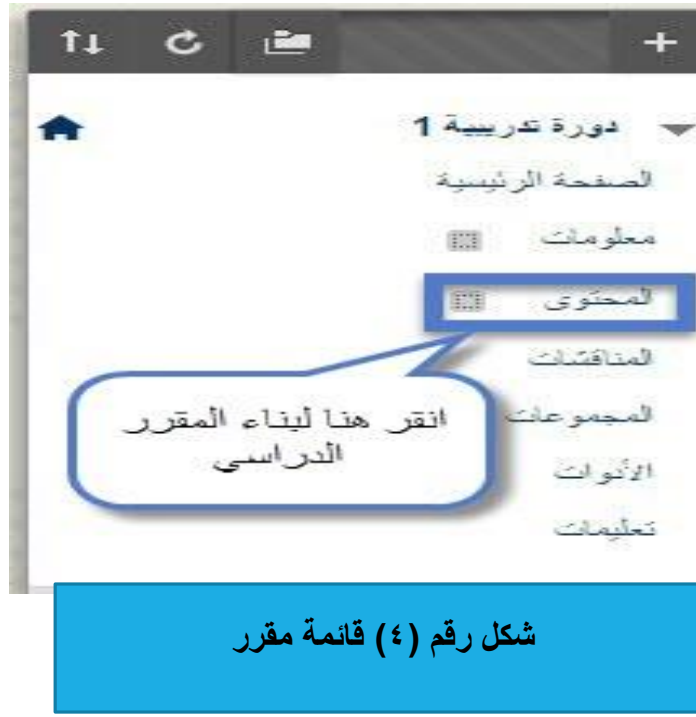 دورة تدريبية 1
الصفحة الرئيسية
معلومات
المحتوى
المناقشات
المجموعات
الأدوات
تعليمات
انقر هنا لبناء المقرر
الدراسي
شكل رقم (٤) قائمة مقرر